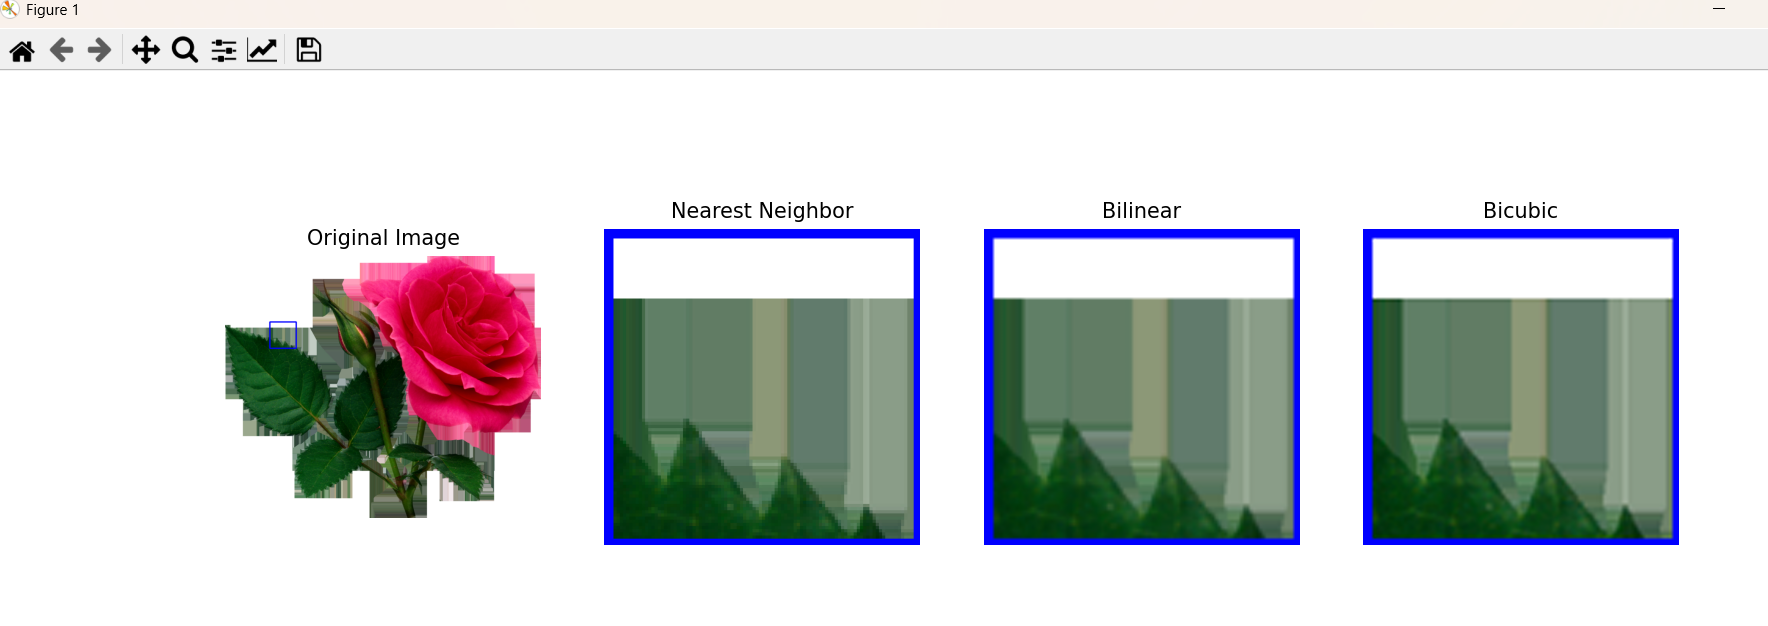 Figure 1
Original Image
Nearest Neighbor
Bilinear
Bicubic